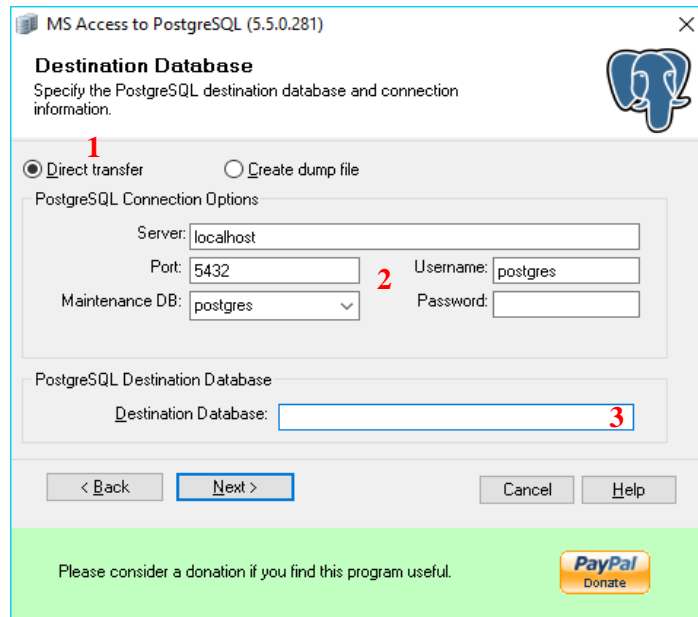 MS Access to PostgreSQL (5.5.0.281)
Destination Database
Specify the PostgreSQL destination database and connection
information.
1
Direct transfer Create dump file
PostgreSQL Connection Options
Server: localhost
Port: 5432 2 Username: postgres
Maintenance DB: postgres Password:
PostgreSQL Destination Database
Destination Database: 3
< Back Next > Cancel Help
Please consider a donation if you find this program useful. PayPal
Donate